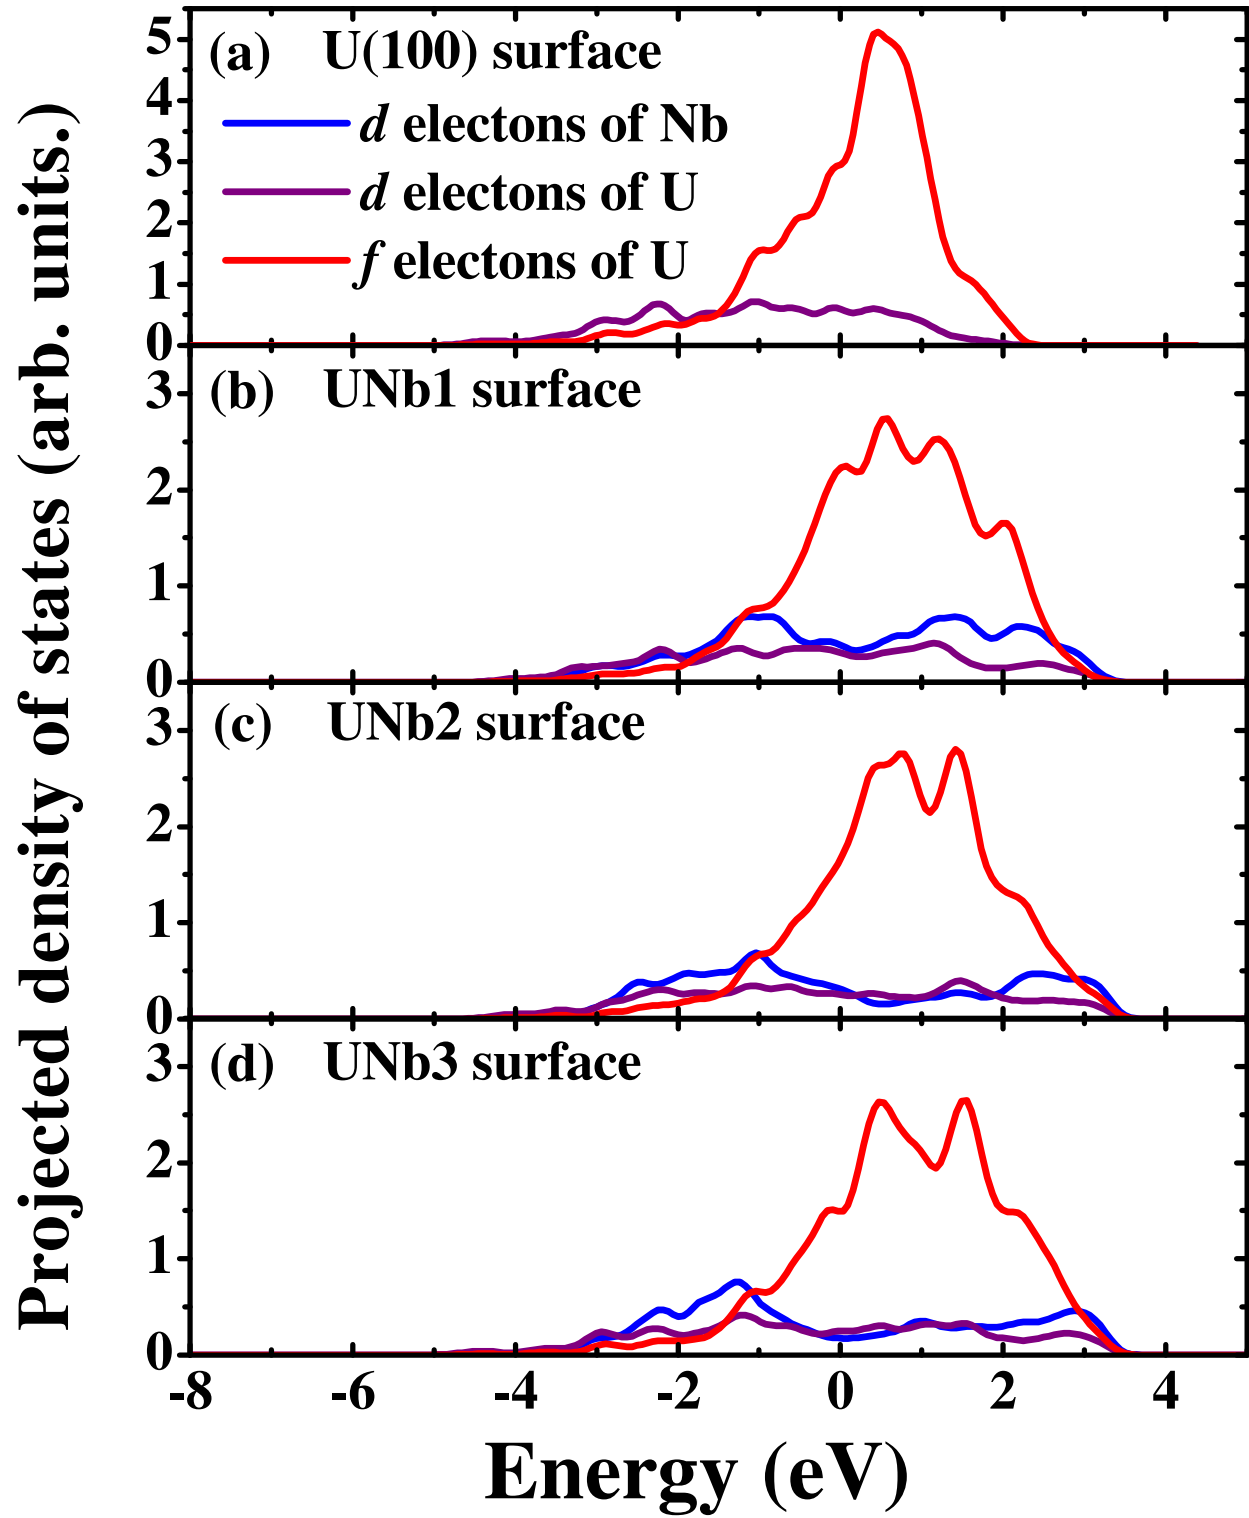 Projected density of states (arb. units.)
(a) U(100) surface
d electons of Nb
d electons of U
f electons of U
5
4
3
2
1
0
(b) UNb1 surface
3
2
1
0
(c) UNb2 surface
3
2
1
0
(d) UNb3 surface
3
2
1
0
-8 -6 -4 -2 0 2 4
Energy (eV)